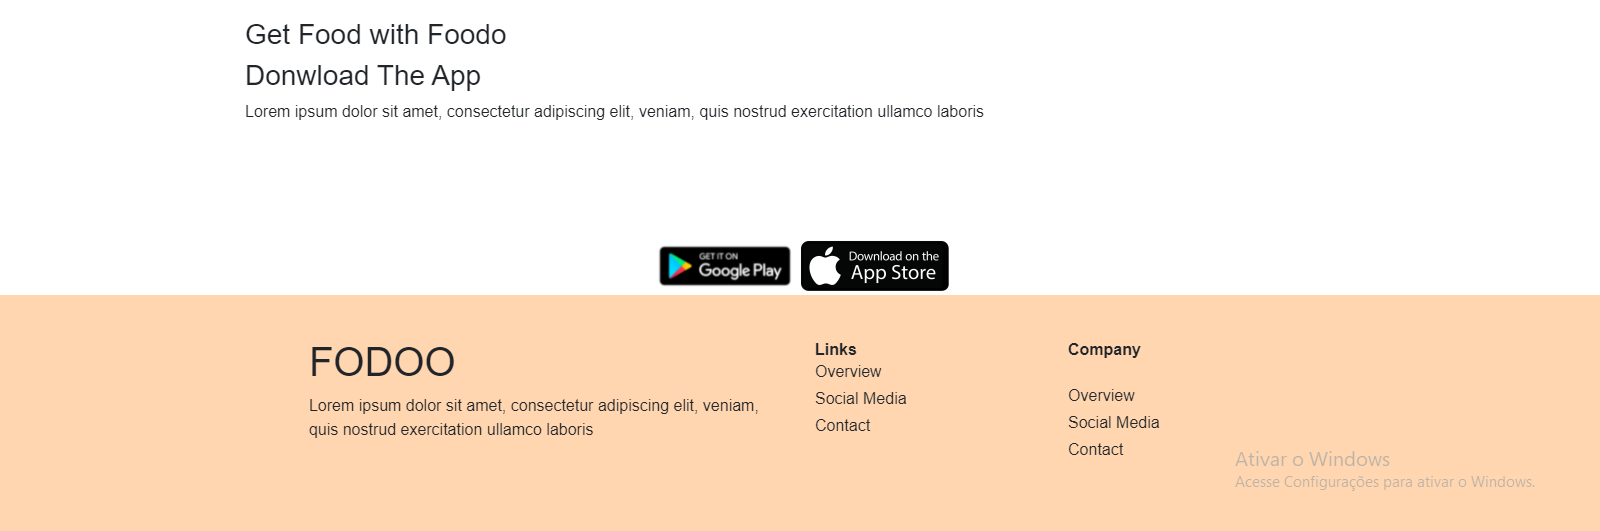 Get Food with Foodo
Donwload The App
Lorem ipsum dolor sit amet, consectetur adipiscing elit, veniam, quis nostrud exercitation ullamco laboris
GET IT ON
Google Play
Download on the
App Store
FODOO
Lorem ipsum dolor sit amet, consectetur adipiscing elit, veniam,
quis nostrud exercitation ullamco laboris
Links
Overview
Social Media
Contact
Company
Overview
Social Media
Contact
Ativar o Windows
Acesse Configurações para ativar o Windows.